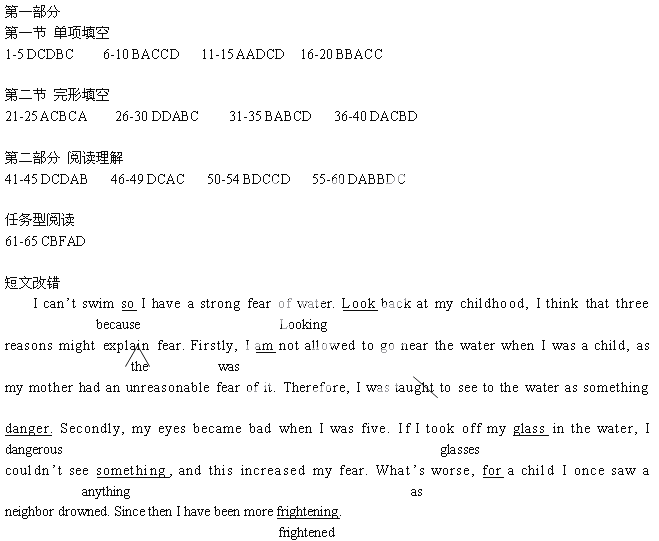 第一部分
第一节 单项填空
1-5 DCDBC 6-10 BACCD 11-15 AADCD 16-20 BBACC
第二节 完形填空
21-25 ACBCA 26-30 DDABC 31-35 BABCD 36-40 DACBD
第二部分 阅读理解
41-45 DCDAB 46-49 DCAC 50-54 BDCCD 55-60 DABBDC
任务型阅读
61-65 CBFAD
短文改错
I can't swim so I have a strong fear of water. Look back at my childhood, I think that three
because Looking
reasons might explain fear. Firstly, I am not allowed to go near the water when I was a child, as
the was
my mother had an unreasonable fear of it. Therefore, I was taught to see to the water as something
danger. Secondly, my eyes became bad when I was five. If I took off my glass in the water, I
dangerous glasses
couldn't see something, and this increased my fear. What's worse, for a child I once saw a
anything as
neighbor drowned. Since then I have been more frightening.
frightened